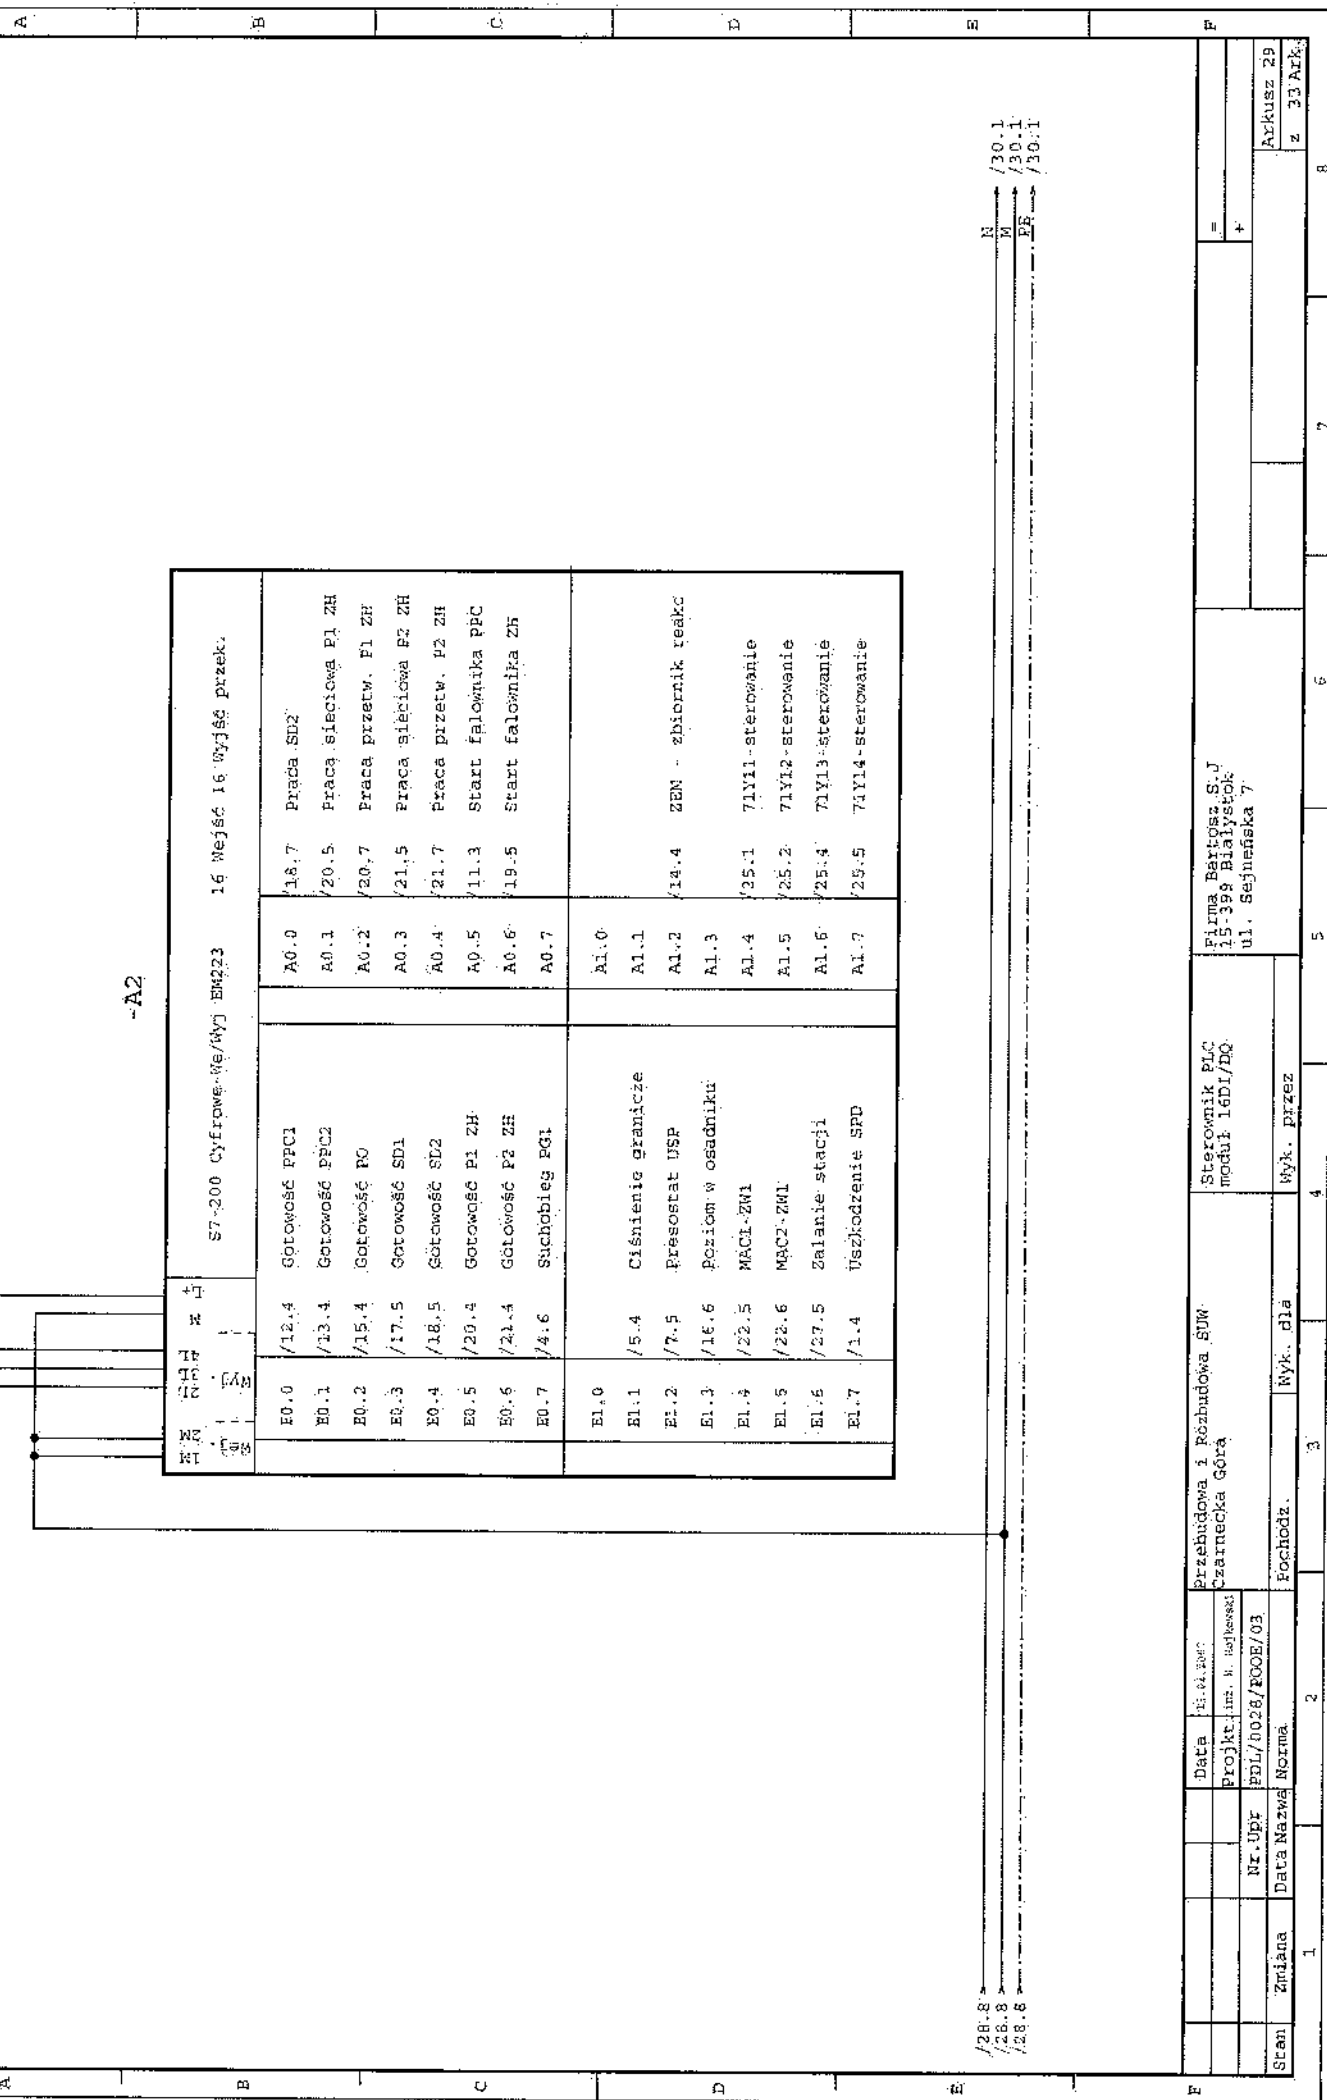 A B C D E F
-A2
1M 2M 2L 3L 4L M L+
Wej. Wyj.
S7-200 Cyfrowe We/Wyj EM223 16 Wejść 16 Wyjść przek.
E0.0 /12.4 Gotowość PPC1 A0.0 /18.7 Praca SD2
E0.1 /13.4 Gotowość PPC2 A0.1 /20.5 Praca sieciowa P1 ZH
E0.2 /15.4 Gotowość PO A0.2 /20.7 Praca przetw. P1 ZH
E0.3 /17.5 Gotowość SD1 A0.3 /21.5 Praca sieciowa P2 ZH
E0.4 /18.5 Gotowość SD2 A0.4 /21.7 Praca przetw. P2 ZH
E0.5 /20.4 Gotowość P1 ZH A0.5 /11.3 Start falownika PPC
E0.6 /21.4 Gotowość P2 ZH A0.6 /19.5 Start falownika ZH
E0.7 /4.6 Suchobieg PG1 A0.7
E1.0 A1.0
E1.1 /5.4 Ciśnienie granicze A1.1
E1.2 /7.5 Presostat USP A1.2 /14.4 ZEM - zbiornik reakc
E1.3 /16.6 Poziom w osadniku A1.3
E1.4 /22.5 MAC1-ZW1 A1.4 /25.1 71Y11-sterowanie
E1.5 /22.6 MAC2-ZW1 A1.5 /25.2 71Y12-sterowanie
E1.6 /27.5 Zalanie stacji A1.6 /25.4 71Y13-sterowanie
E1.7 /1.4 Uszkodzenie SPD A1.7 /25.5 71Y14-sterowanie
/28.8 N /30.1
/28.8 M /30.1
/28.8 PE /30.1
Data
Projkt. inż. Nr.Upr PDL/0028/POOE/03
Stan Zmiana Data Nazwa Norma
Przebudowa i Rozbudowa SUW
Czarnecka Góra
Pochodz. Wyk. dla Wyk. przez
Sterownik PLC
moduł 16DI/DO
Firma Bartosz S.J
15-399 Białystok
ul. Sejneńska 7
=
+
Arkusz 29
z 33 Ark.
1 2 3 4 5 6 7 8
A B C D E F